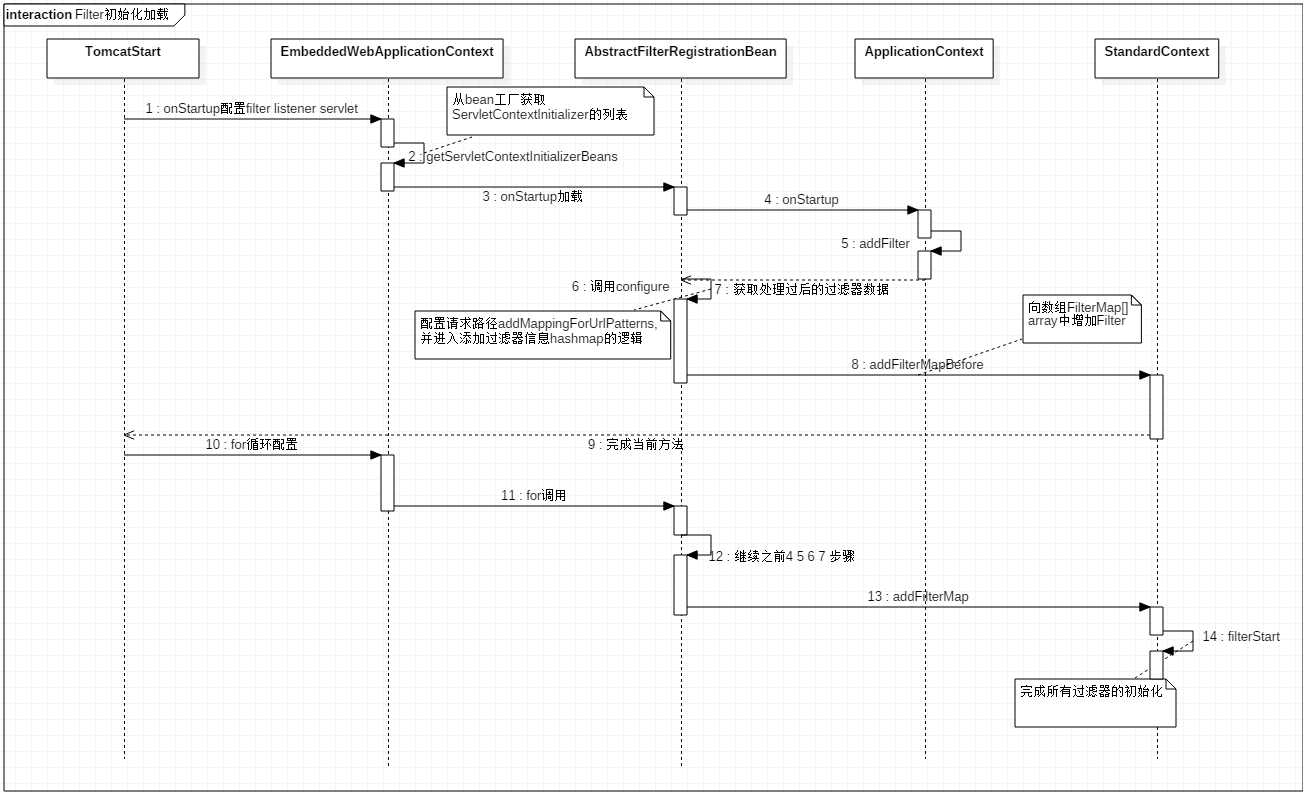 interaction Filter初始化加载
TomcatStart
EmbeddedWebApplicationContext
AbstractFilterRegistrationBean
ApplicationContext
StandardContext
从bean工厂获取
ServletContextInitializer的列表
1 : onStartup配置filter listener servlet
2 : getServletContextInitializerBeans
3 : onStartup加载
4 : onStartup
5 : addFilter
6 : 调用configure
7 : 获取处理过后的过滤器数据
向数组FilterMap[]
array中增加Filter
配置请求路径addMappingForUrlPatterns,
并进入添加过滤器信息hashmap的逻辑
8 : addFilterMapBefore
9 : 完成当前方法
10 : for循环配置
11 : for调用
12 : 继续之前4 5 6 7 步骤
13 : addFilterMap
14 : filterStart
完成所有过滤器的初始化